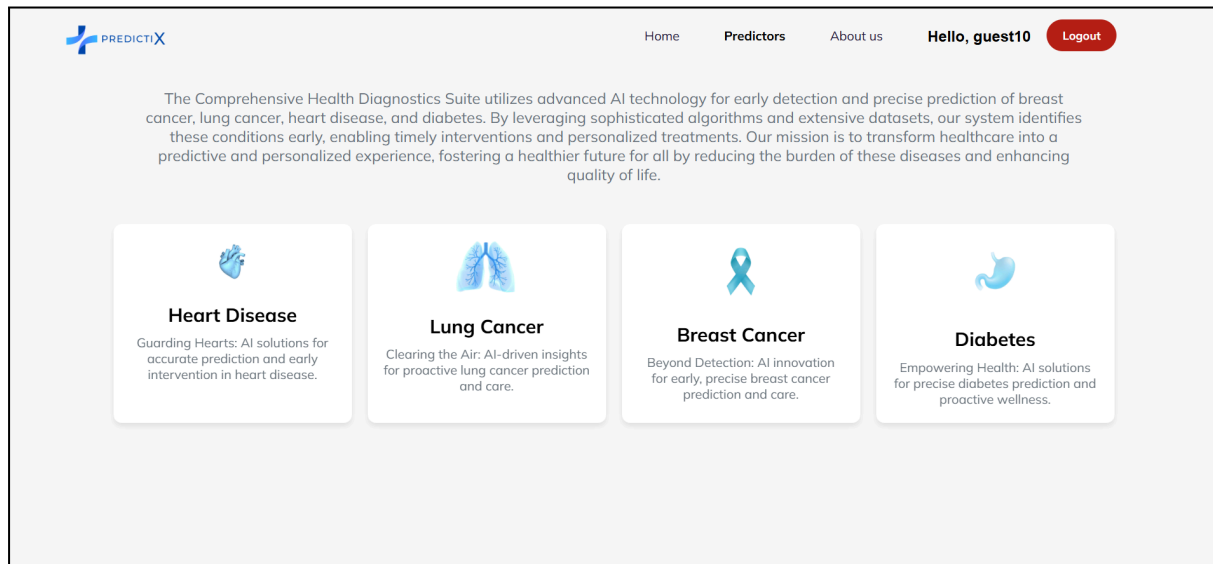 PREDICTIX
Home
Predictors
About us
Hello, guest10
Logout
The Comprehensive Health Diagnostics Suite utilizes advanced AI technology for early detection and precise prediction of breast
cancer, lung cancer, heart disease, and diabetes. By leveraging sophisticated algorithms and extensive datasets, our system identifies
these conditions early, enabling timely interventions and personalized treatments. Our mission is to transform healthcare into a
predictive and personalized experience, fostering a healthier future for all by reducing the burden of these diseases and enhancing
quality of life.
Heart Disease
Guarding Hearts: AI solutions for
accurate prediction and early
intervention in heart disease.
Lung Cancer
Clearing the Air: AI-driven insights
for proactive lung cancer prediction
and care.
Breast Cancer
Beyond Detection: AI innovation
for early, precise breast cancer
prediction and care.
Diabetes
Empowering Health: AI solutions
for precise diabetes prediction and
proactive wellness.